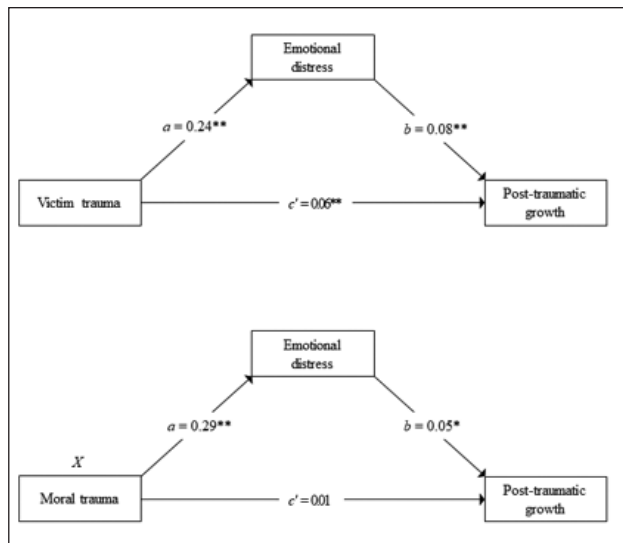 Emotional
distress
a = 0.24**
b = 0.08**
Victim trauma
c' = 0.06**
Post-traumatic
growth
Emotional
distress
a = 0.29**
b = 0.05*
X
Moral trauma
c' = 0.01
Post-traumatic
growth